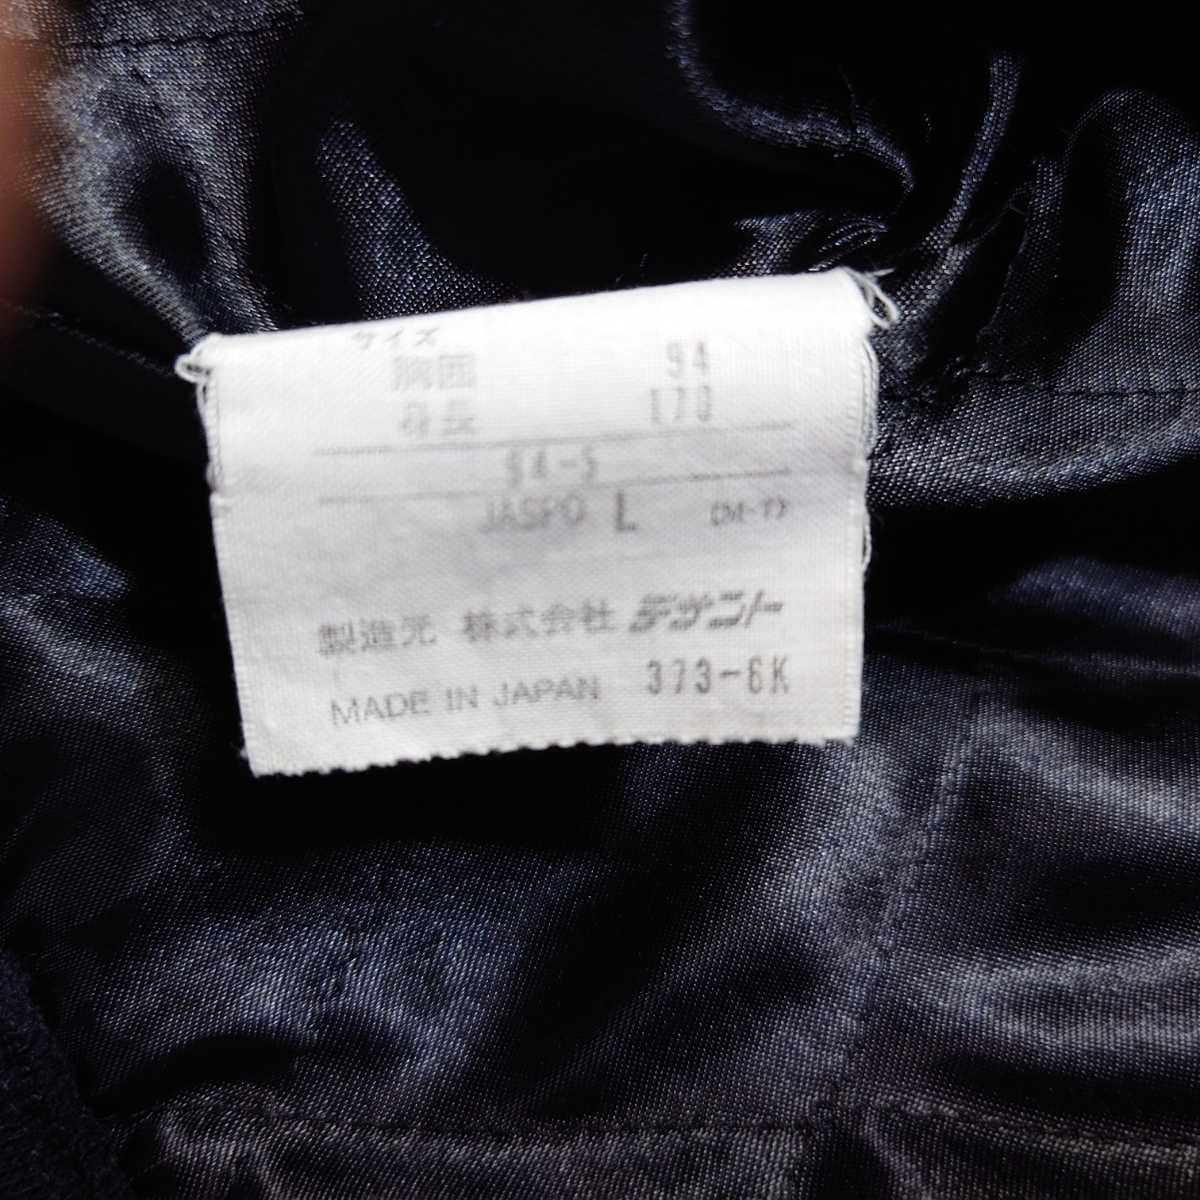 サイズ
胸囲 94
身長 170
94-5
JASPO L (M-T)
製造元 株式会社 デサント
MADE IN JAPAN 373-6K